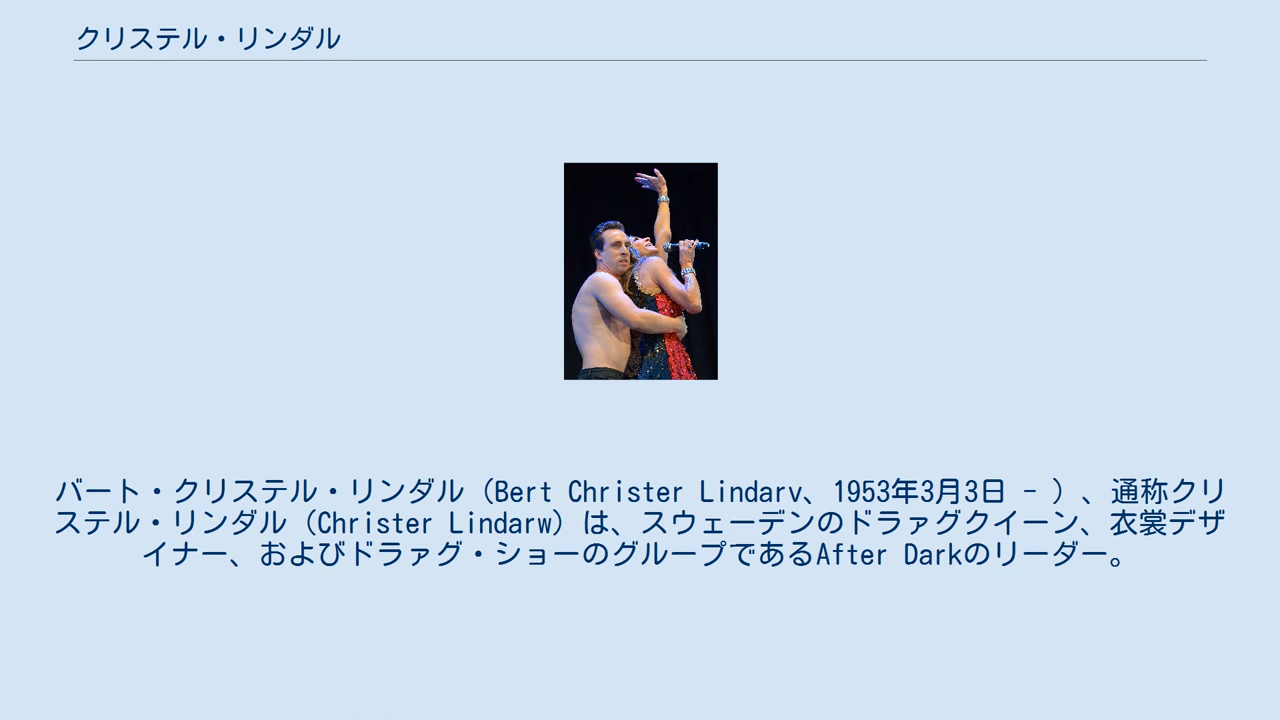 クリステル・リンダル
バート・クリステル・リンダル（Bert Christer Lindarv、1953年3月3日 - ）、通称クリ
ステル・リンダル（Christer Lindarw）は、スウェーデンのドラァグクイーン、衣裳デザ
イナー、およびドラァグ・ショーのグループであるAfter Darkのリーダー。